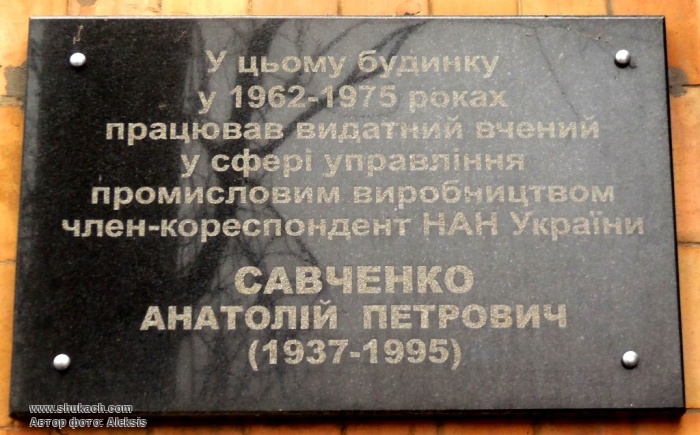 У цьому будинку
у 1962-1975 роках
працював видатний вчений
у сфері управління
промисловим виробництвом
член-кореспондент НАН України
САВЧЕНКО
АНАТОЛІЙ ПЕТРОВИЧ
(1937-1995)
www.shukach.com
Автор фото: Aleksis